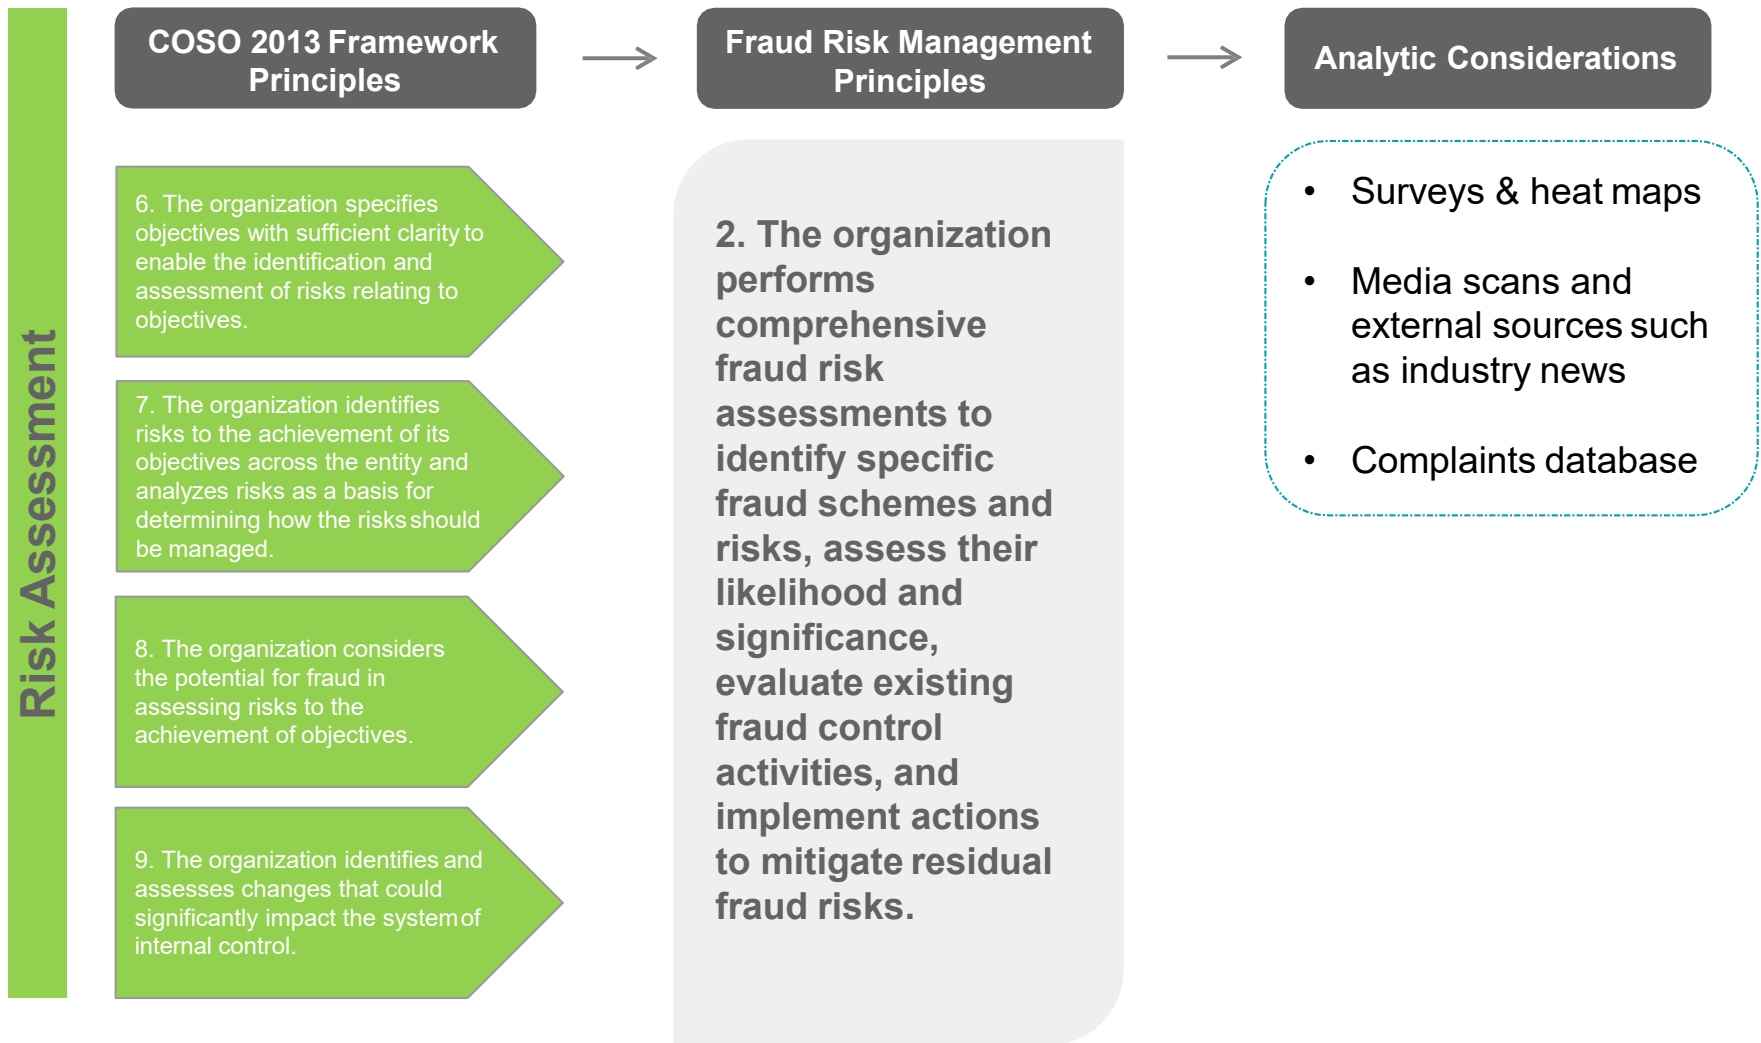 Risk Assessment
COSO 2013 Framework
Principles
Fraud Risk Management
Principles
Analytic Considerations
6. The organization specifies
objectives with sufficient clarity to
enable the identification and
assessment of risks relating to
objectives.
7. The organization identifies
risks to the achievement of its
objectives across the entity and
analyzes risks as a basis for
determining how the risks should
be managed.
8. The organization considers
the potential for fraud in
assessing risks to the
achievement of objectives.
9. The organization identifies and
assesses changes that could
significantly impact the system of
internal control.
2. The organization
performs
comprehensive
fraud risk
assessments to
identify specific
fraud schemes and
risks, assess their
likelihood and
significance,
evaluate existing
fraud control
activities, and
implement actions
to mitigate residual
fraud risks.
• Surveys & heat maps
• Media scans and
external sources such
as industry news
• Complaints database